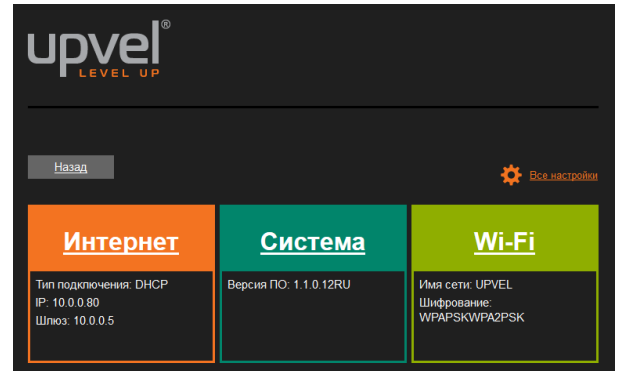 upvel®
LEVEL UP
Назад
Все настройки
Интернет
Система
Wi-Fi
Тип подключения: DHCP
IP: 10.0.0.80
Шлюз: 10.0.0.5
Версия ПО: 1.1.0.12RU
Имя сети: UPVEL
Шифрование:
WPAPSKWPA2PSK